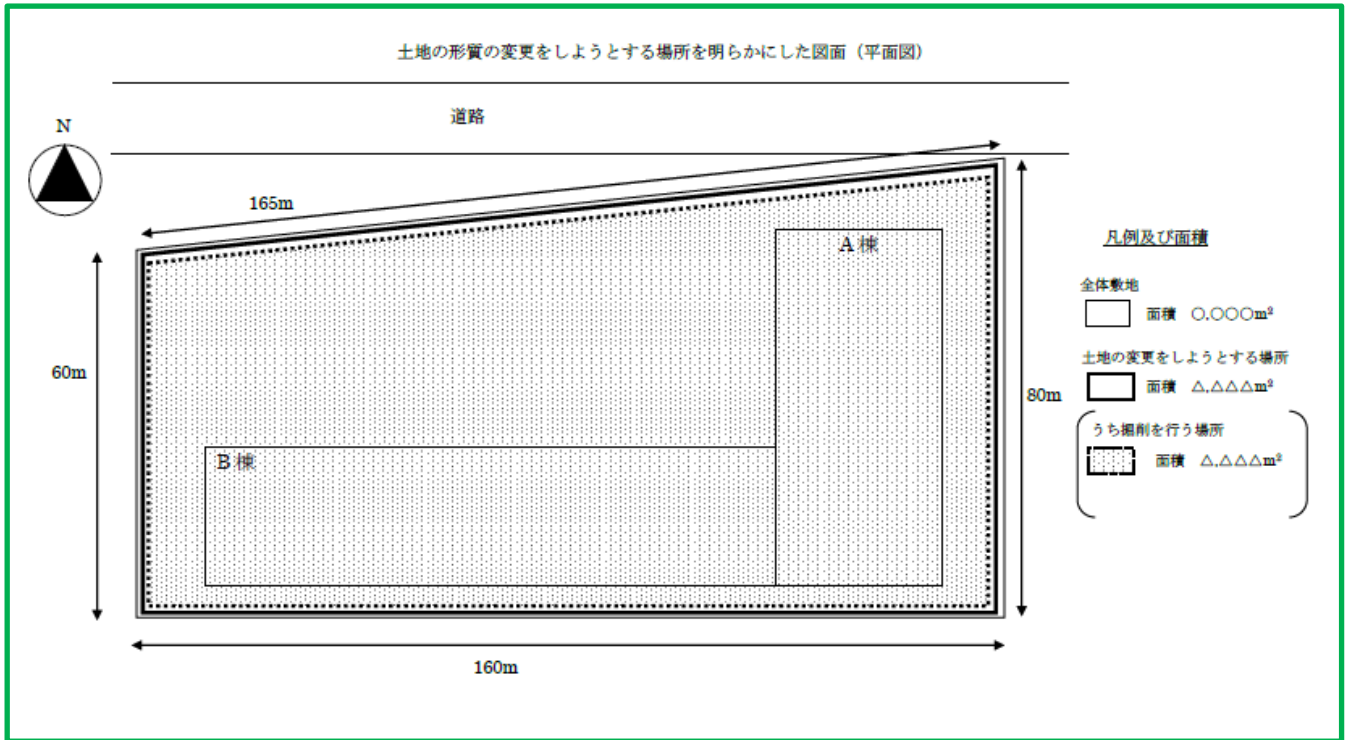 土地の形質の変更をしようとする場所を明らかにした図面（平面図）
道路
N
165m
A棟
60m
80m
B棟
160m
凡例及び面積
全体敷地
面積 〇,〇〇〇m²
土地の変更をしようとする場所
面積 △,△△△m²
うち掘削を行う場所
面積 △,△△△m²